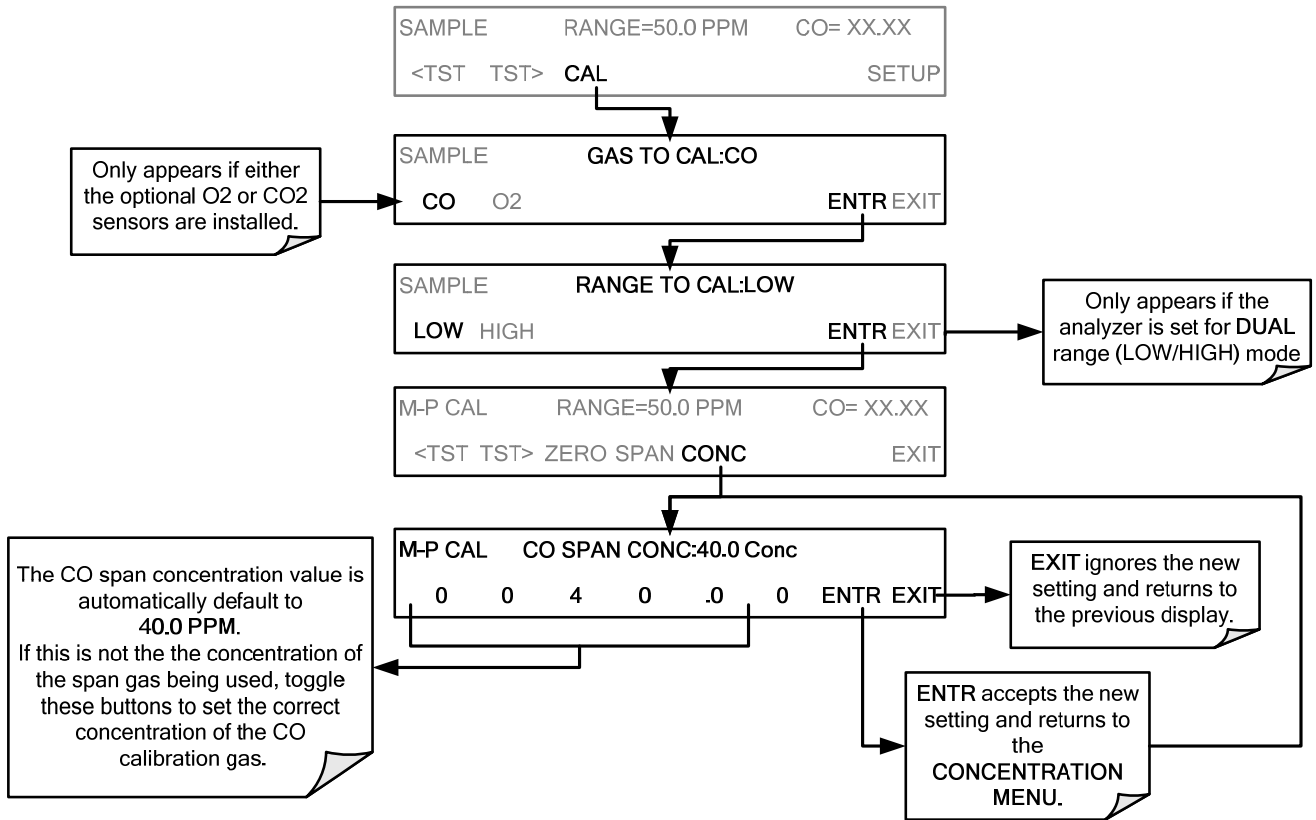 SAMPLE RANGE=50.0 PPM CO= XX.XX
<TST TST> CAL SETUP
SAMPLE GAS TO CAL:CO
CO O2 ENTR EXIT
Only appears if either
the optional O2 or CO2
sensors are installed.
SAMPLE RANGE TO CAL:LOW
LOW HIGH ENTR EXIT
Only appears if the
analyzer is set for DUAL
range (LOW/HIGH) mode
M-P CAL RANGE=50.0 PPM CO= XX.XX
<TST TST> ZERO SPAN CONC EXIT
M-P CAL CO SPAN CONC:40.0 Conc
0 0 4 0 .0 0 ENTR EXIT
The CO span concentration value is
automatically default to
40.0 PPM.
If this is not the the concentration of
the span gas being used, toggle
these buttons to set the correct
concentration of the CO
calibration gas.
EXIT ignores the new
setting and returns to
the previous display.
ENTR accepts the new
setting and returns to
the
CONCENTRATION
MENU.